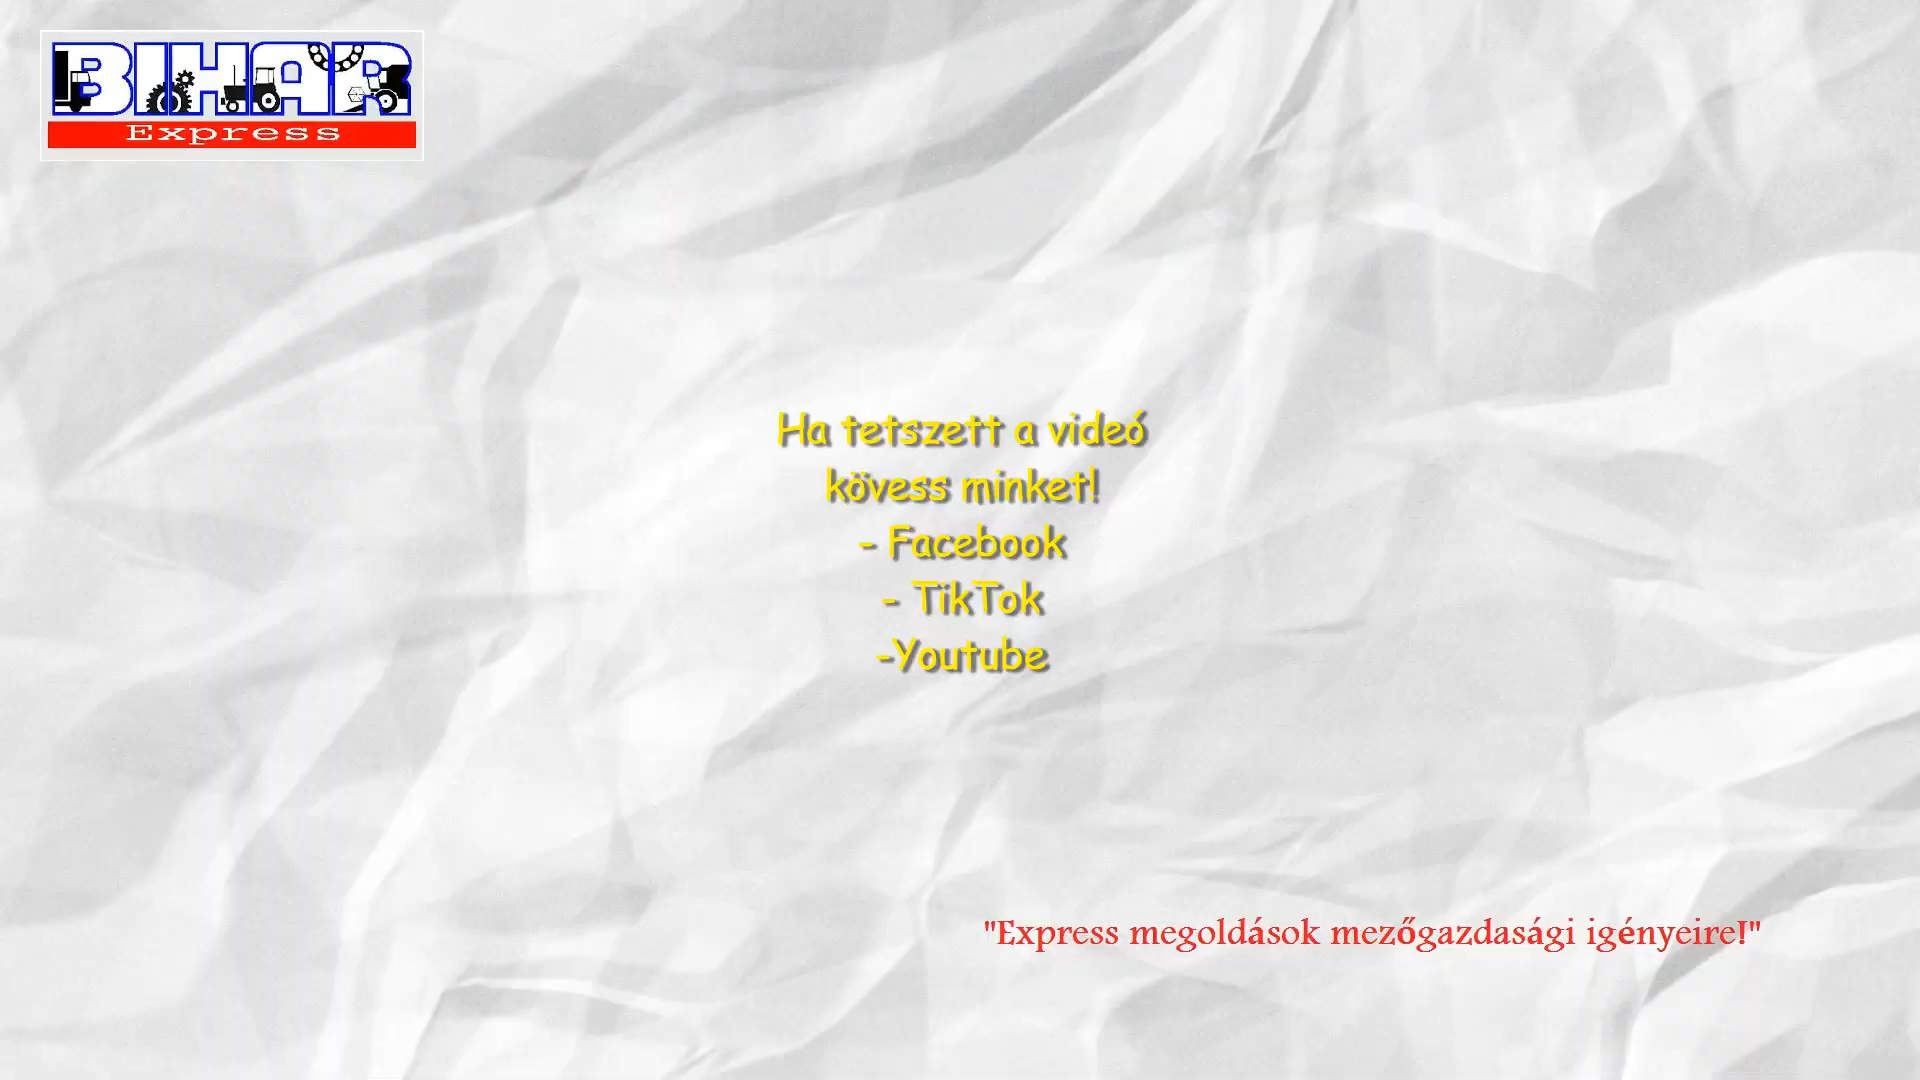 BIHAR
Express
Ha tetszett a videó
kövess minket!
- Facebook
- TikTok
-Youtube
"Express megoldások mezőgazdasági igényeire!"